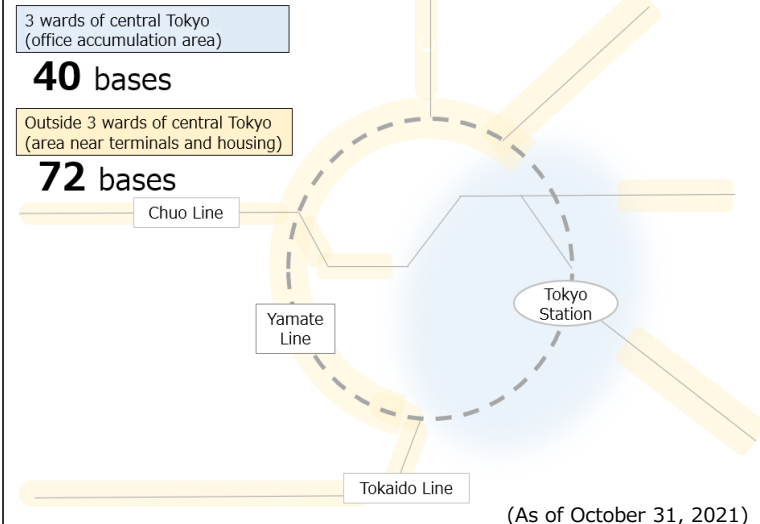 3 wards of central Tokyo
(office accumulation area)
40 bases
Outside 3 wards of central Tokyo
(area near terminals and housing)
72 bases
Chuo Line
Tokyo
Station
Yamate
Line
Tokaido Line
(As of October 31, 2021)